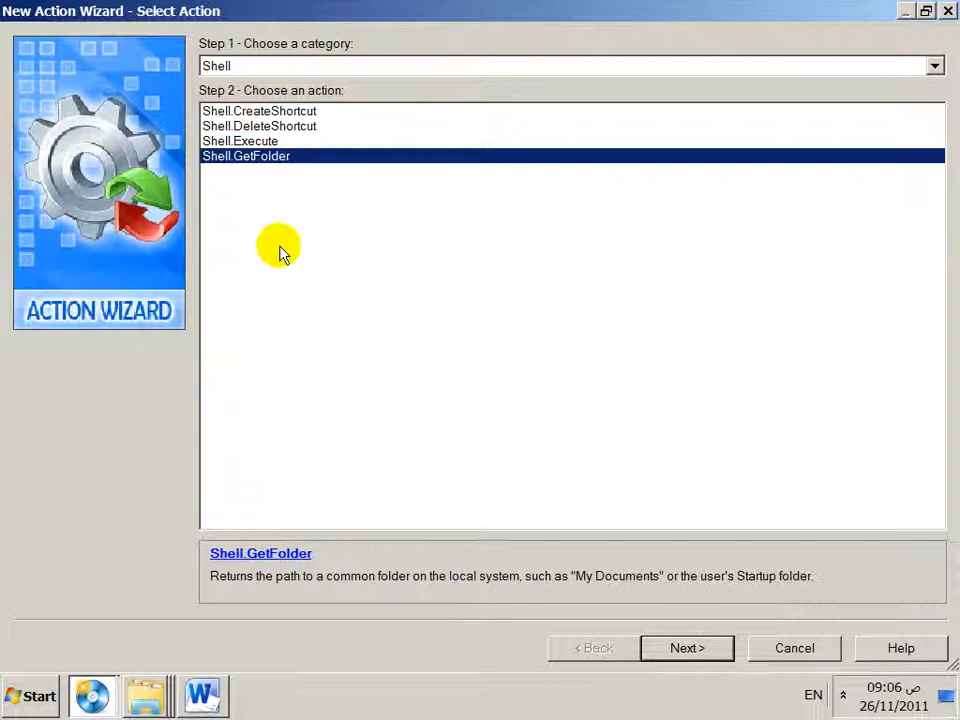 New Action Wizard - Select Action
Step 1 - Choose a category:
Shell
Step 2 - Choose an action:
Shell.CreateShortcut
Shell.DeleteShortcut
Shell.Execute
Shell.GetFolder
ACTION WIZARD
Shell.GetFolder
Returns the path to a common folder on the local system, such as "My Documents" or the user's Startup folder.
< Back
Next >
Cancel
Help
Start
W
EN
09:06 ص
26/11/2011